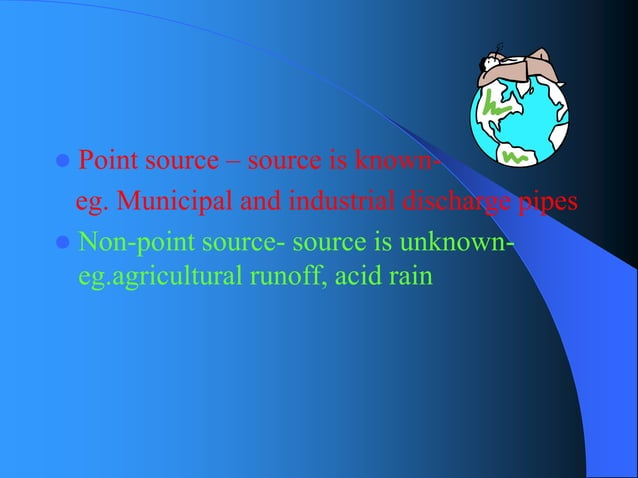 Point source – source is known-
eg. Municipal and industrial discharge pipes
Non-point source- source is unknown-
eg.agricultural runoff, acid rain